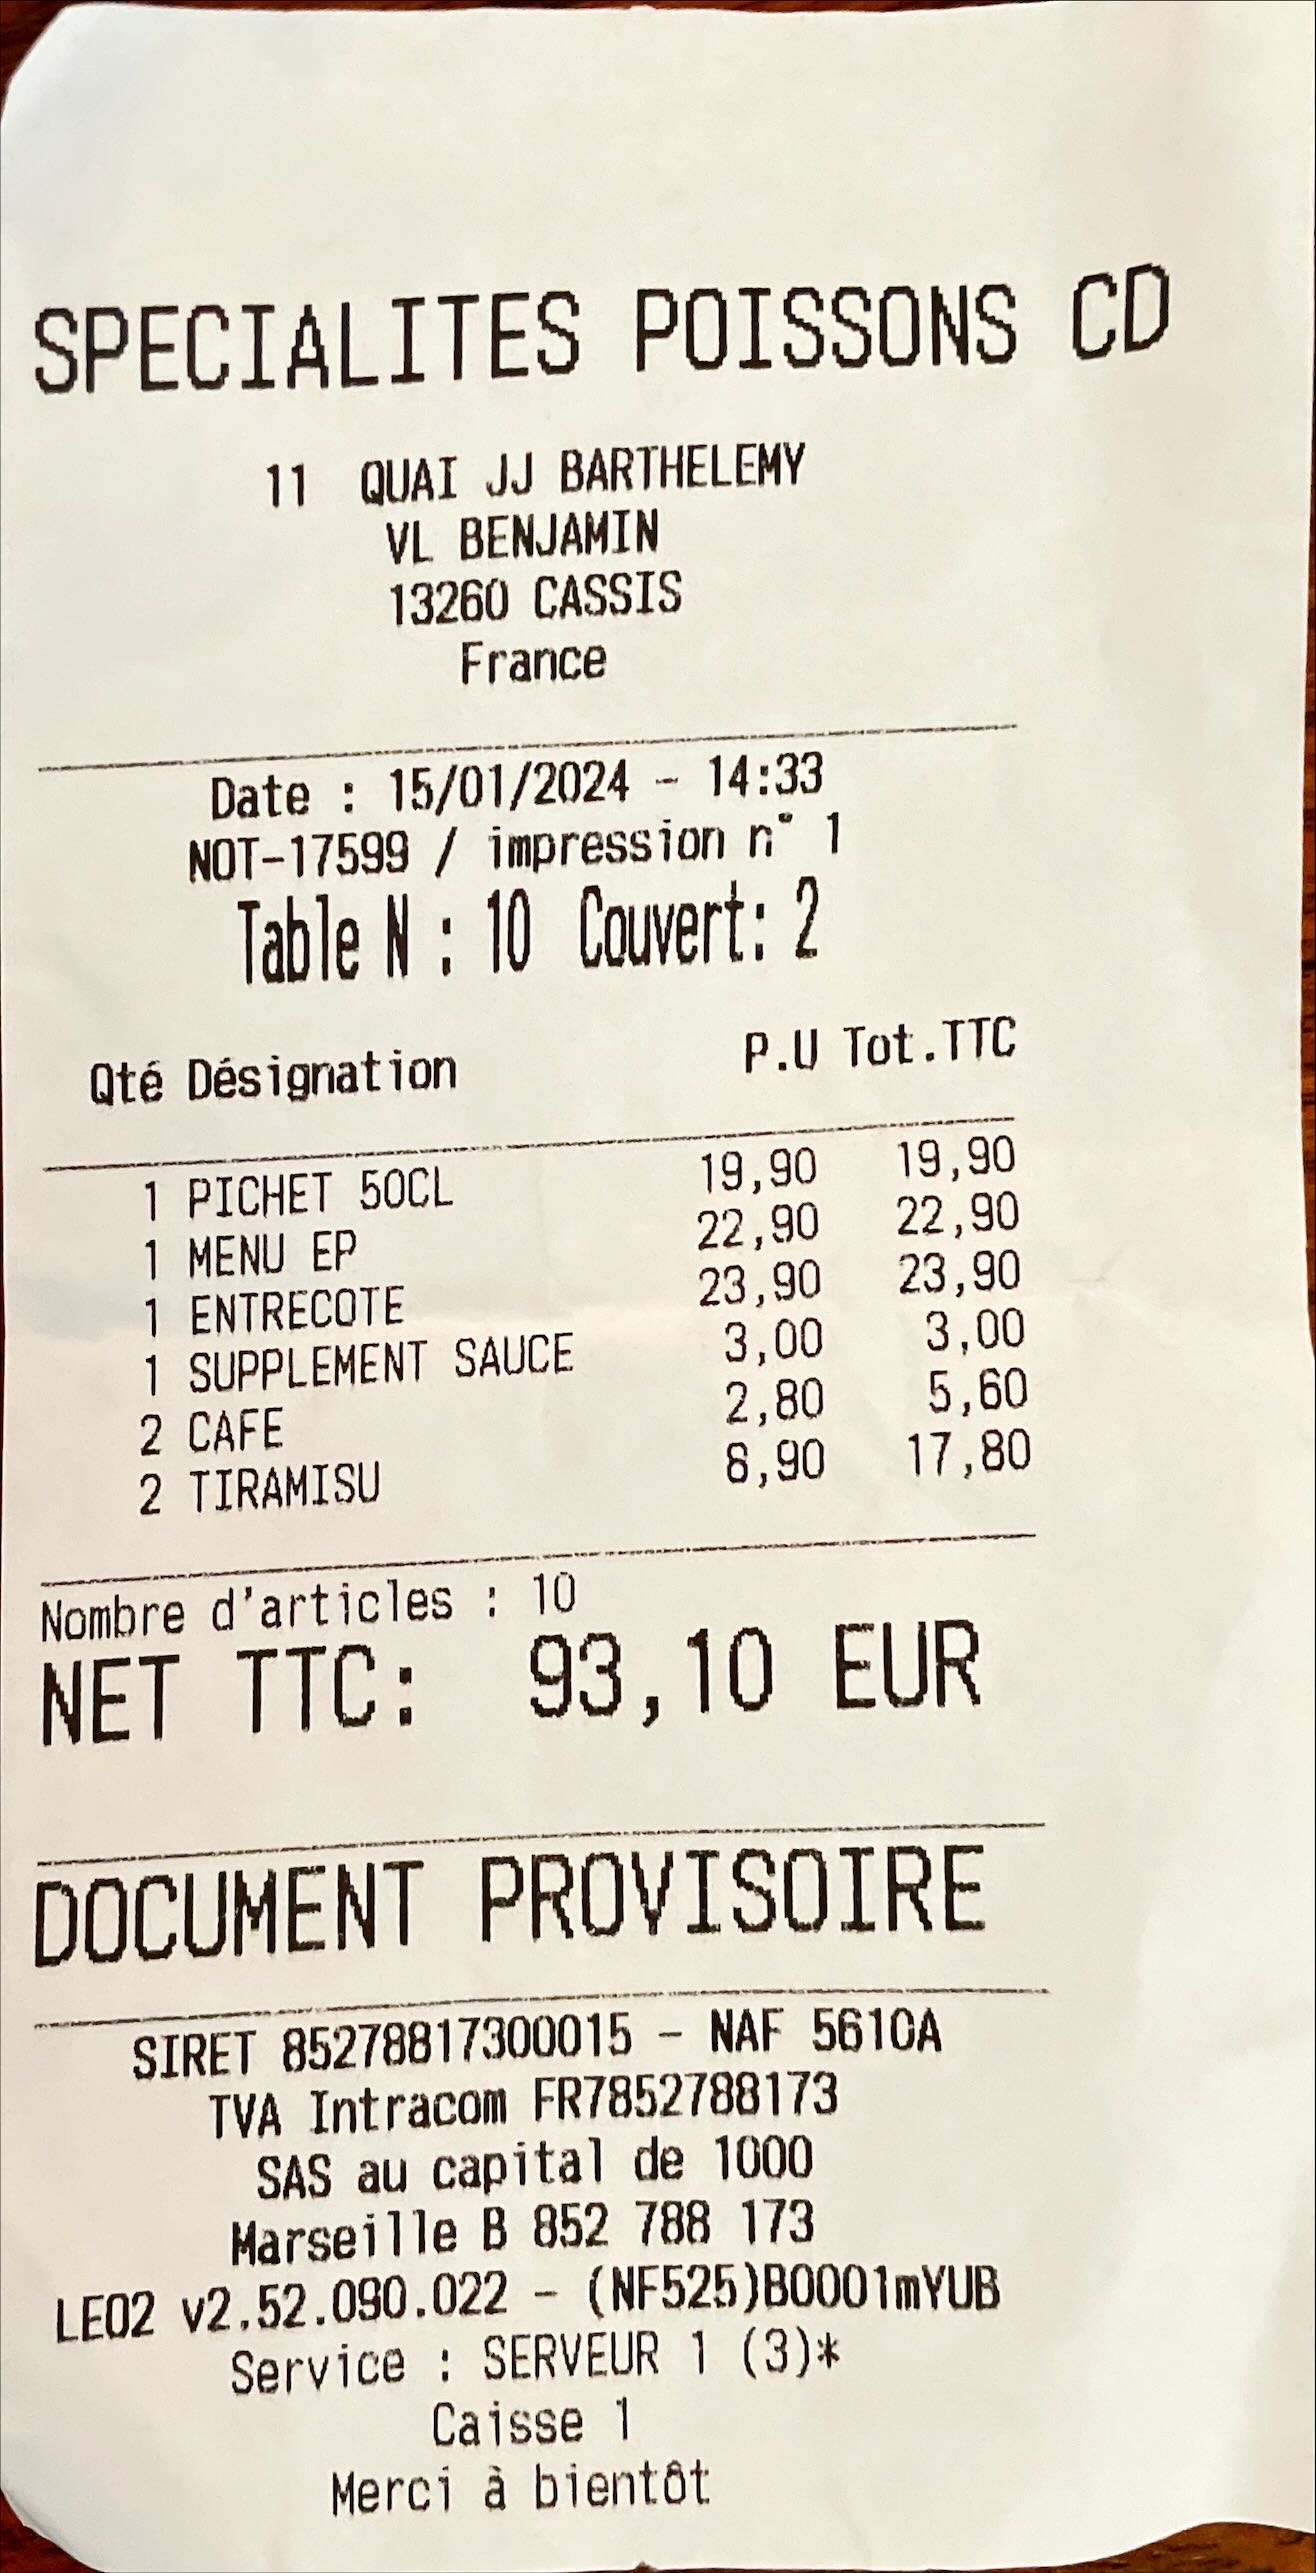 SPECIALITES POISSONS CD
11 QUAI JJ BARTHELEMY
VL BENJAMIN
13260 CASSIS
France
Date : 15/01/2024 - 14:33
NOT-17599 / impression n° 1
Table N : 10 Couvert: 2
Qté Désignation P.U Tot.TTC
1 PICHET 50CL 19,90 19,90
1 MENU EP 22,90 22,90
1 ENTRECOTE 23,90 23,90
1 SUPPLEMENT SAUCE 3,00 3,00
2 CAFE 2,80 5,60
2 TIRAMISU 8,90 17,80
Nombre d'articles : 10
NET TTC: 93,10 EUR
DOCUMENT PROVISOIRE
SIRET 85278817300015 - NAF 5610A
TVA Intracom FR7852788173
SAS au capital de 1000
Marseille B 852 788 173
LEO2 v2.52.090.022 - (NF525)B0001mYUB
Service : SERVEUR 1 (3)*
Caisse 1
Merci à bientôt